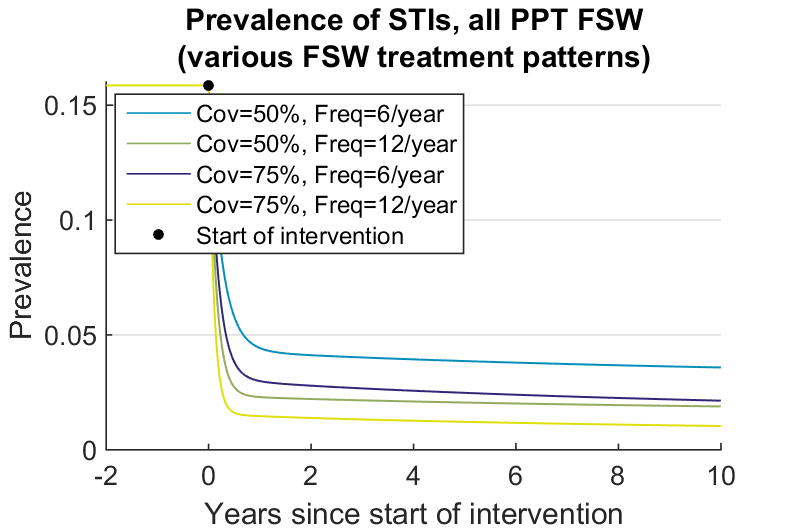 Prevalence of STIs, all PPT FSW
(various FSW treatment patterns)
0.15
Cov=50%, Freq=6/year
Cov=50%, Freq=12/year
Cov=75%, Freq=6/year
Cov=75%, Freq=12/year
Start of intervention
0.1
Prevalence
0.05
0
-2 0 2 4 6 8 10
Years since start of intervention